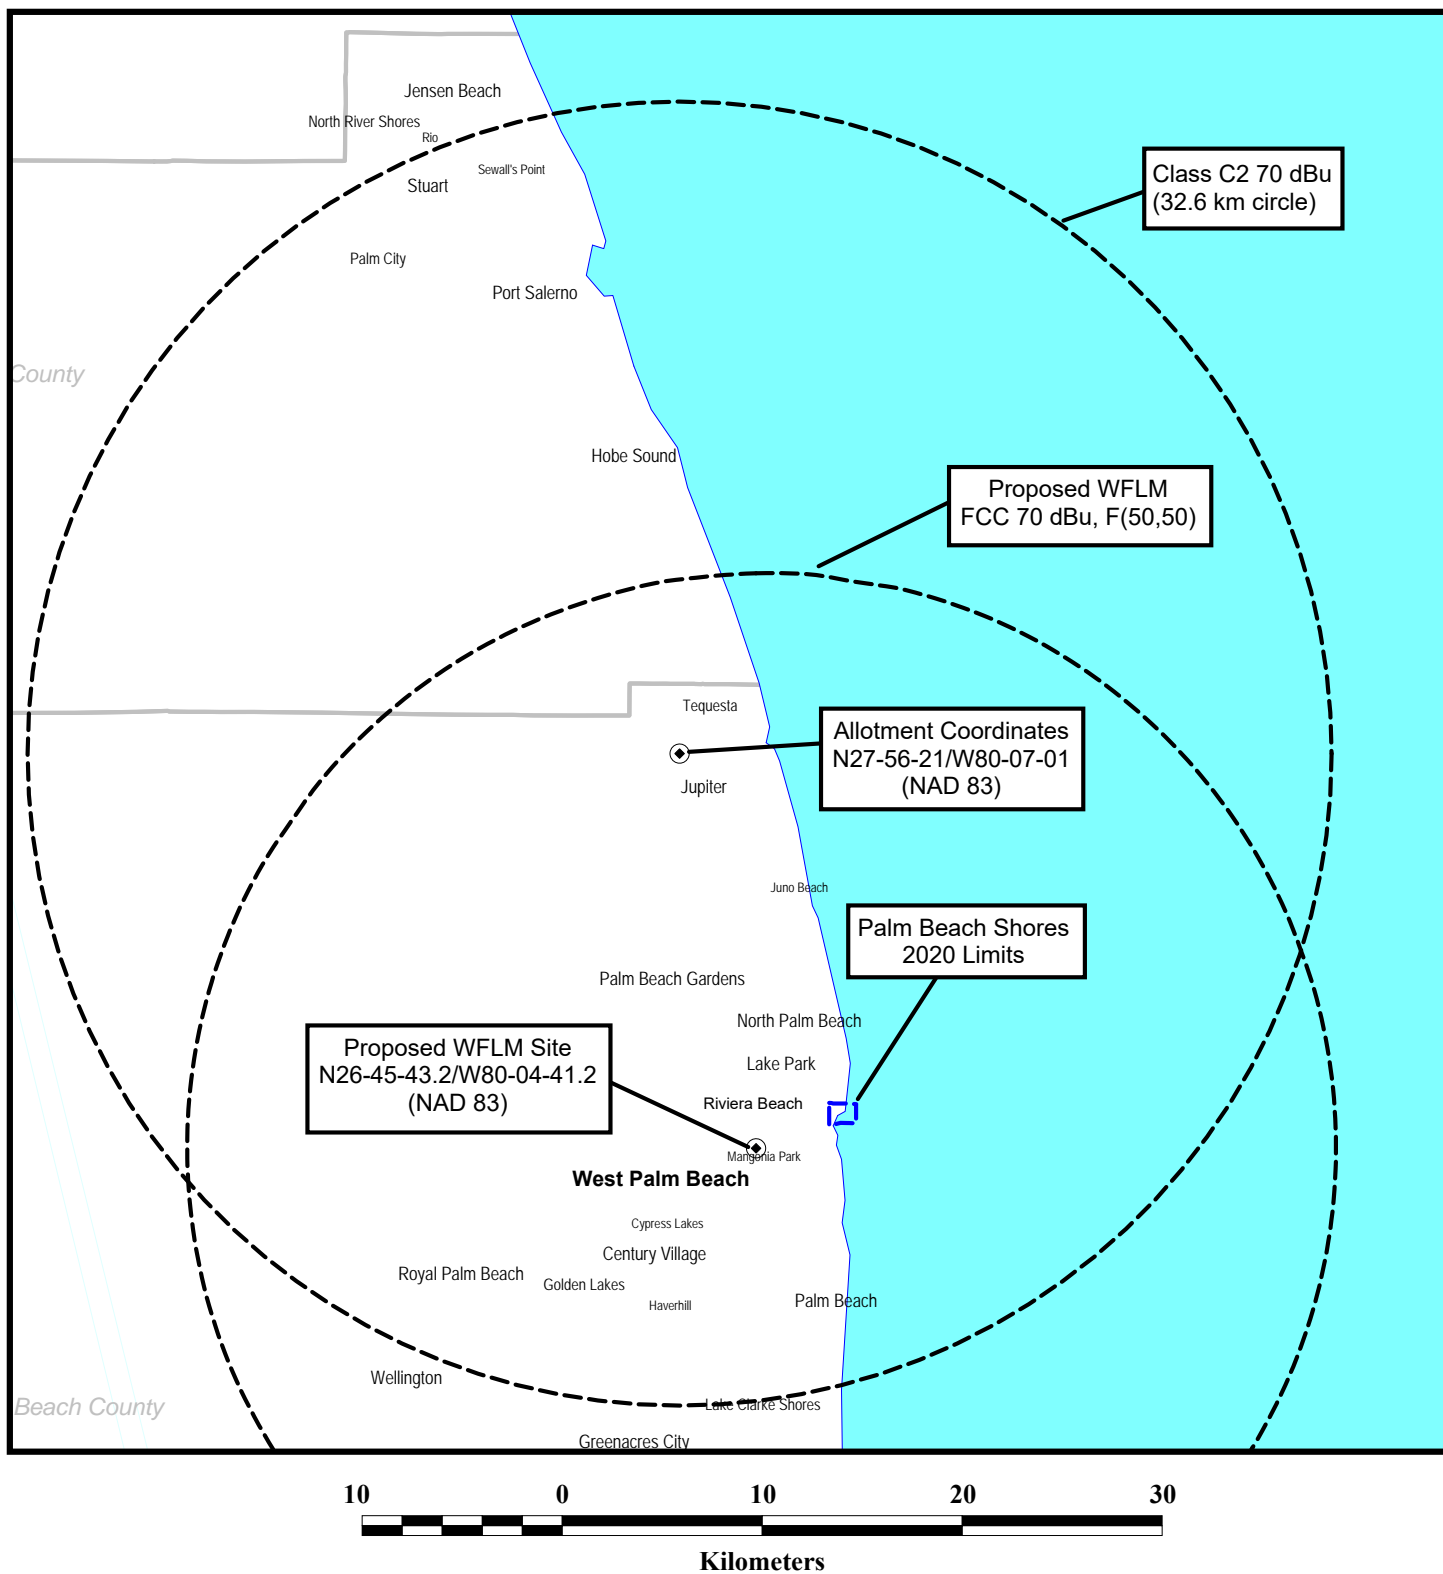 Jensen Beach
North River Shores
Rio
Sewall's Point
Class C2 70 dBu
(32.6 km circle)
Stuart
Palm City
Port Salerno
County
Hobe Sound
Proposed WFLM
FCC 70 dBu, F(50,50)
Tequesta
Allotment Coordinates
N27-56-21/W80-07-01
(NAD 83)
Jupiter
Juno Beach
Palm Beach Shores
2020 Limits
Palm Beach Gardens
North Palm Beach
Proposed WFLM Site
N26-45-43.2/W80-04-41.2
(NAD 83)
Lake Park
Riviera Beach
Mangonia Park
West Palm Beach
Cypress Lakes
Century Village
Royal Palm Beach
Golden Lakes
Haverhill
Palm Beach
Wellington
Beach County
Lake Clarke Shores
Greenacres City
10 0 10 20 30
Kilometers